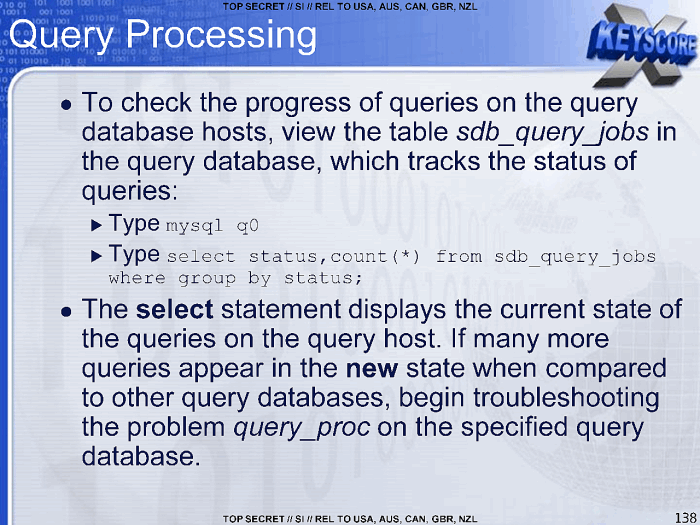 TOP SECRET // SI // REL TO USA, AUS, CAN, GBR, NZL
Query Processing
X
KEYSCORE
● To check the progress of queries on the query
database hosts, view the table sdb_query_jobs in
the query database, which tracks the status of
queries:
▶ Type mysql q0
▶ Type select status,count(*) from sdb_query_jobs
where group by status;
● The select statement displays the current state of
the queries on the query host. If many more
queries appear in the new state when compared
to other query databases, begin troubleshooting
the problem query_proc on the specified query
database.
TOP SECRET // SI // REL TO USA, AUS, CAN, GBR, NZL
138